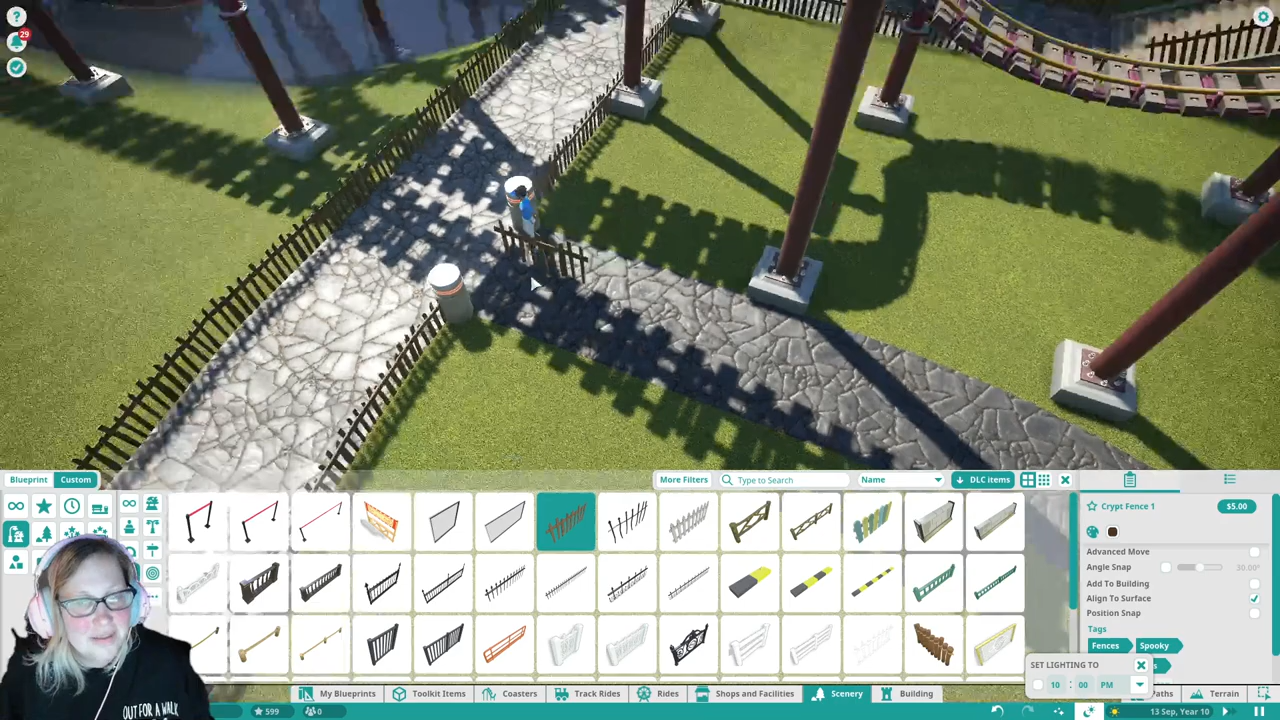 ?
29
Blueprint
Custom
More Filters
Type to Search
Name
DLC items
Crypt Fence 1
$5.00
Advanced Move
Angle Snap
30.00°
Add To Building
Align To Surface
Position Snap
Tags
Fences
Spooky
SET LIGHTING TO
10 : 00 PM
OUT FOR A WALK
My Blueprints
Toolkit Items
Coasters
Track Rides
Rides
Shops and Facilities
Scenery
Building
Paths
Terrain
599
0
13 Sep, Year 10